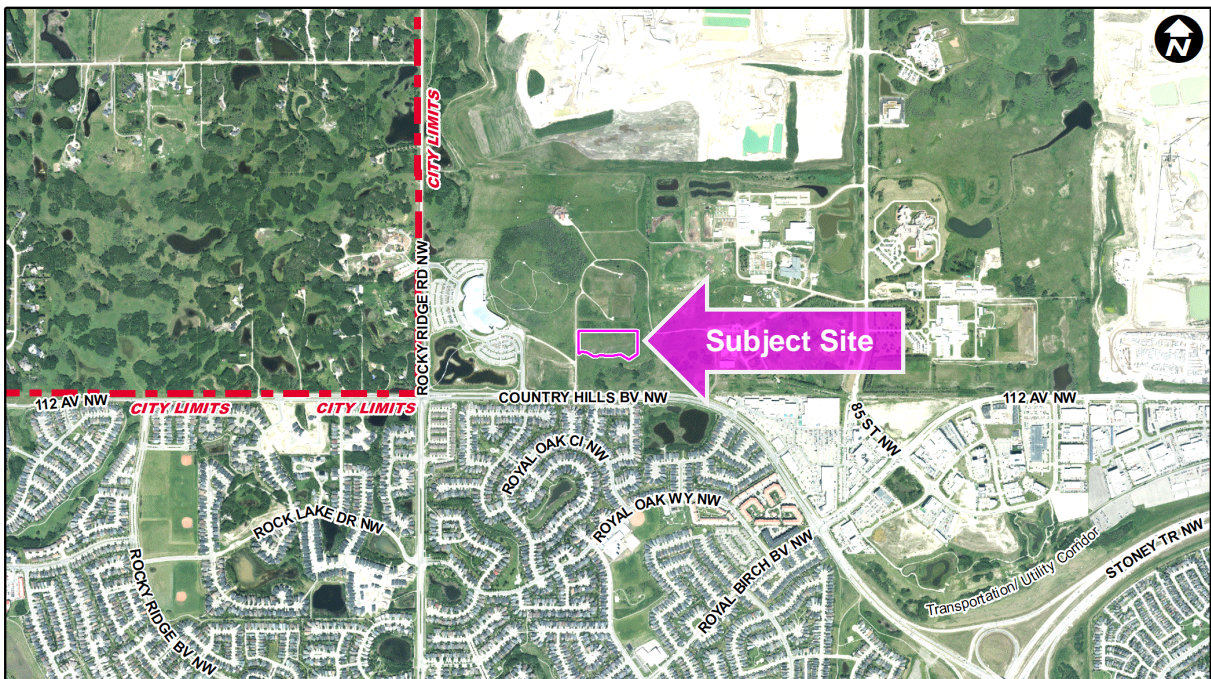 N
CITY LIMITS
ROCKY RIDGE RD NW
Subject Site
112 AV NW
CITY LIMITS
CITY LIMITS
COUNTRY HILLS BV NW
112 AV NW
85 ST NW
ROYAL OAK CI NW
ROYAL OAK WY NW
ROCK LAKE DR NW
ROCKY RIDGE BV NW
ROYAL BIRCH BV NW
Transportation/ Utility Corridor
STONEY TR NW